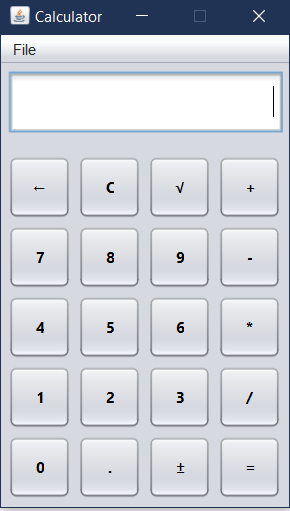 Calculator
File
← C √ +
7 8 9 -
4 5 6 *
1 2 3 /
0 . ± =